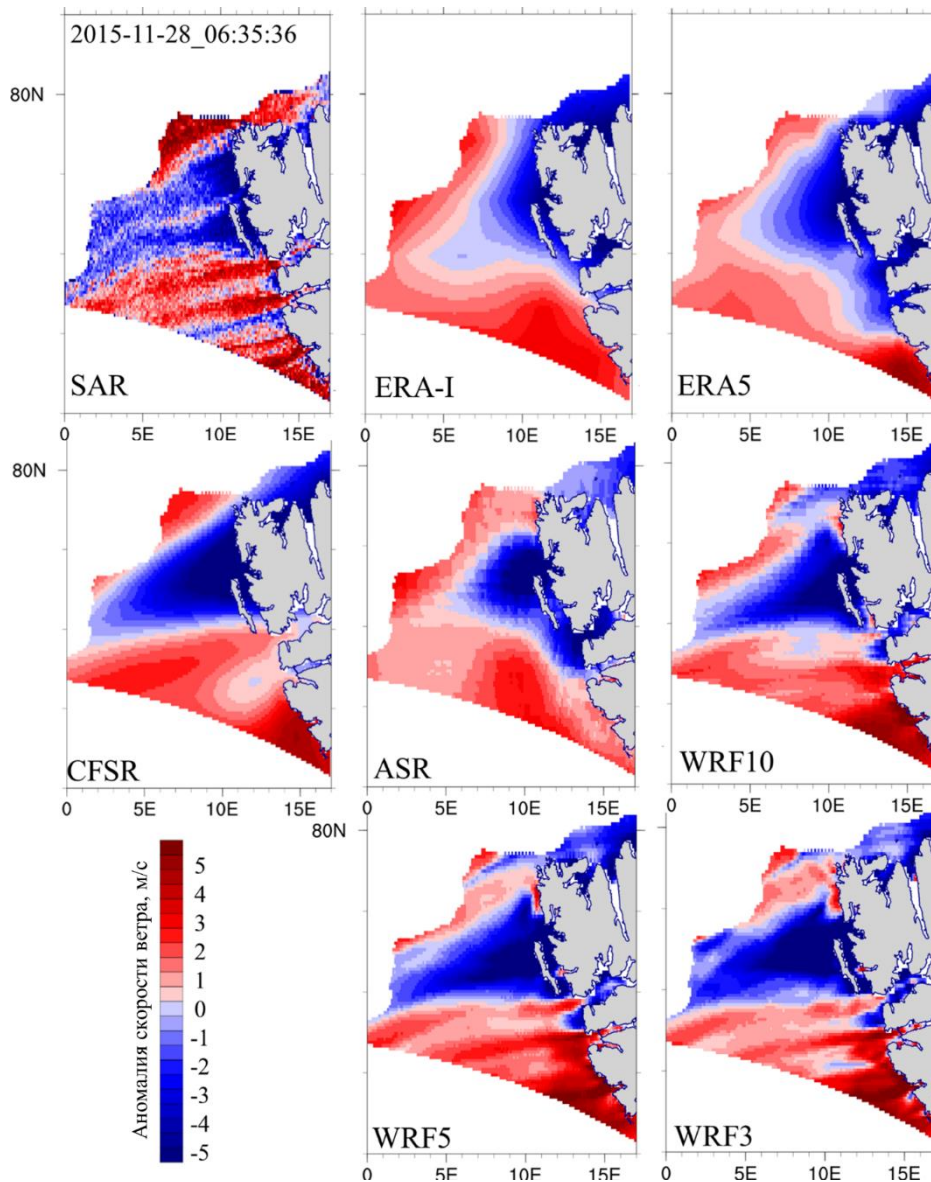 2015-11-28_06:35:36
80N
SAR
ERA-I
ERA5
0 5E 10E 15E
0 5E 10E 15E
0 5E 10E 15E
80N
CFSR
ASR
WRF10
0 5E 10E 15E
0 5E 10E 15E
0 5E 10E 15E
80N
Аномалия скорости ветра, м/с
5
4
3
2
1
0
-1
-2
-3
-4
-5
WRF5
WRF3
0 5E 10E 15E
0 5E 10E 15E